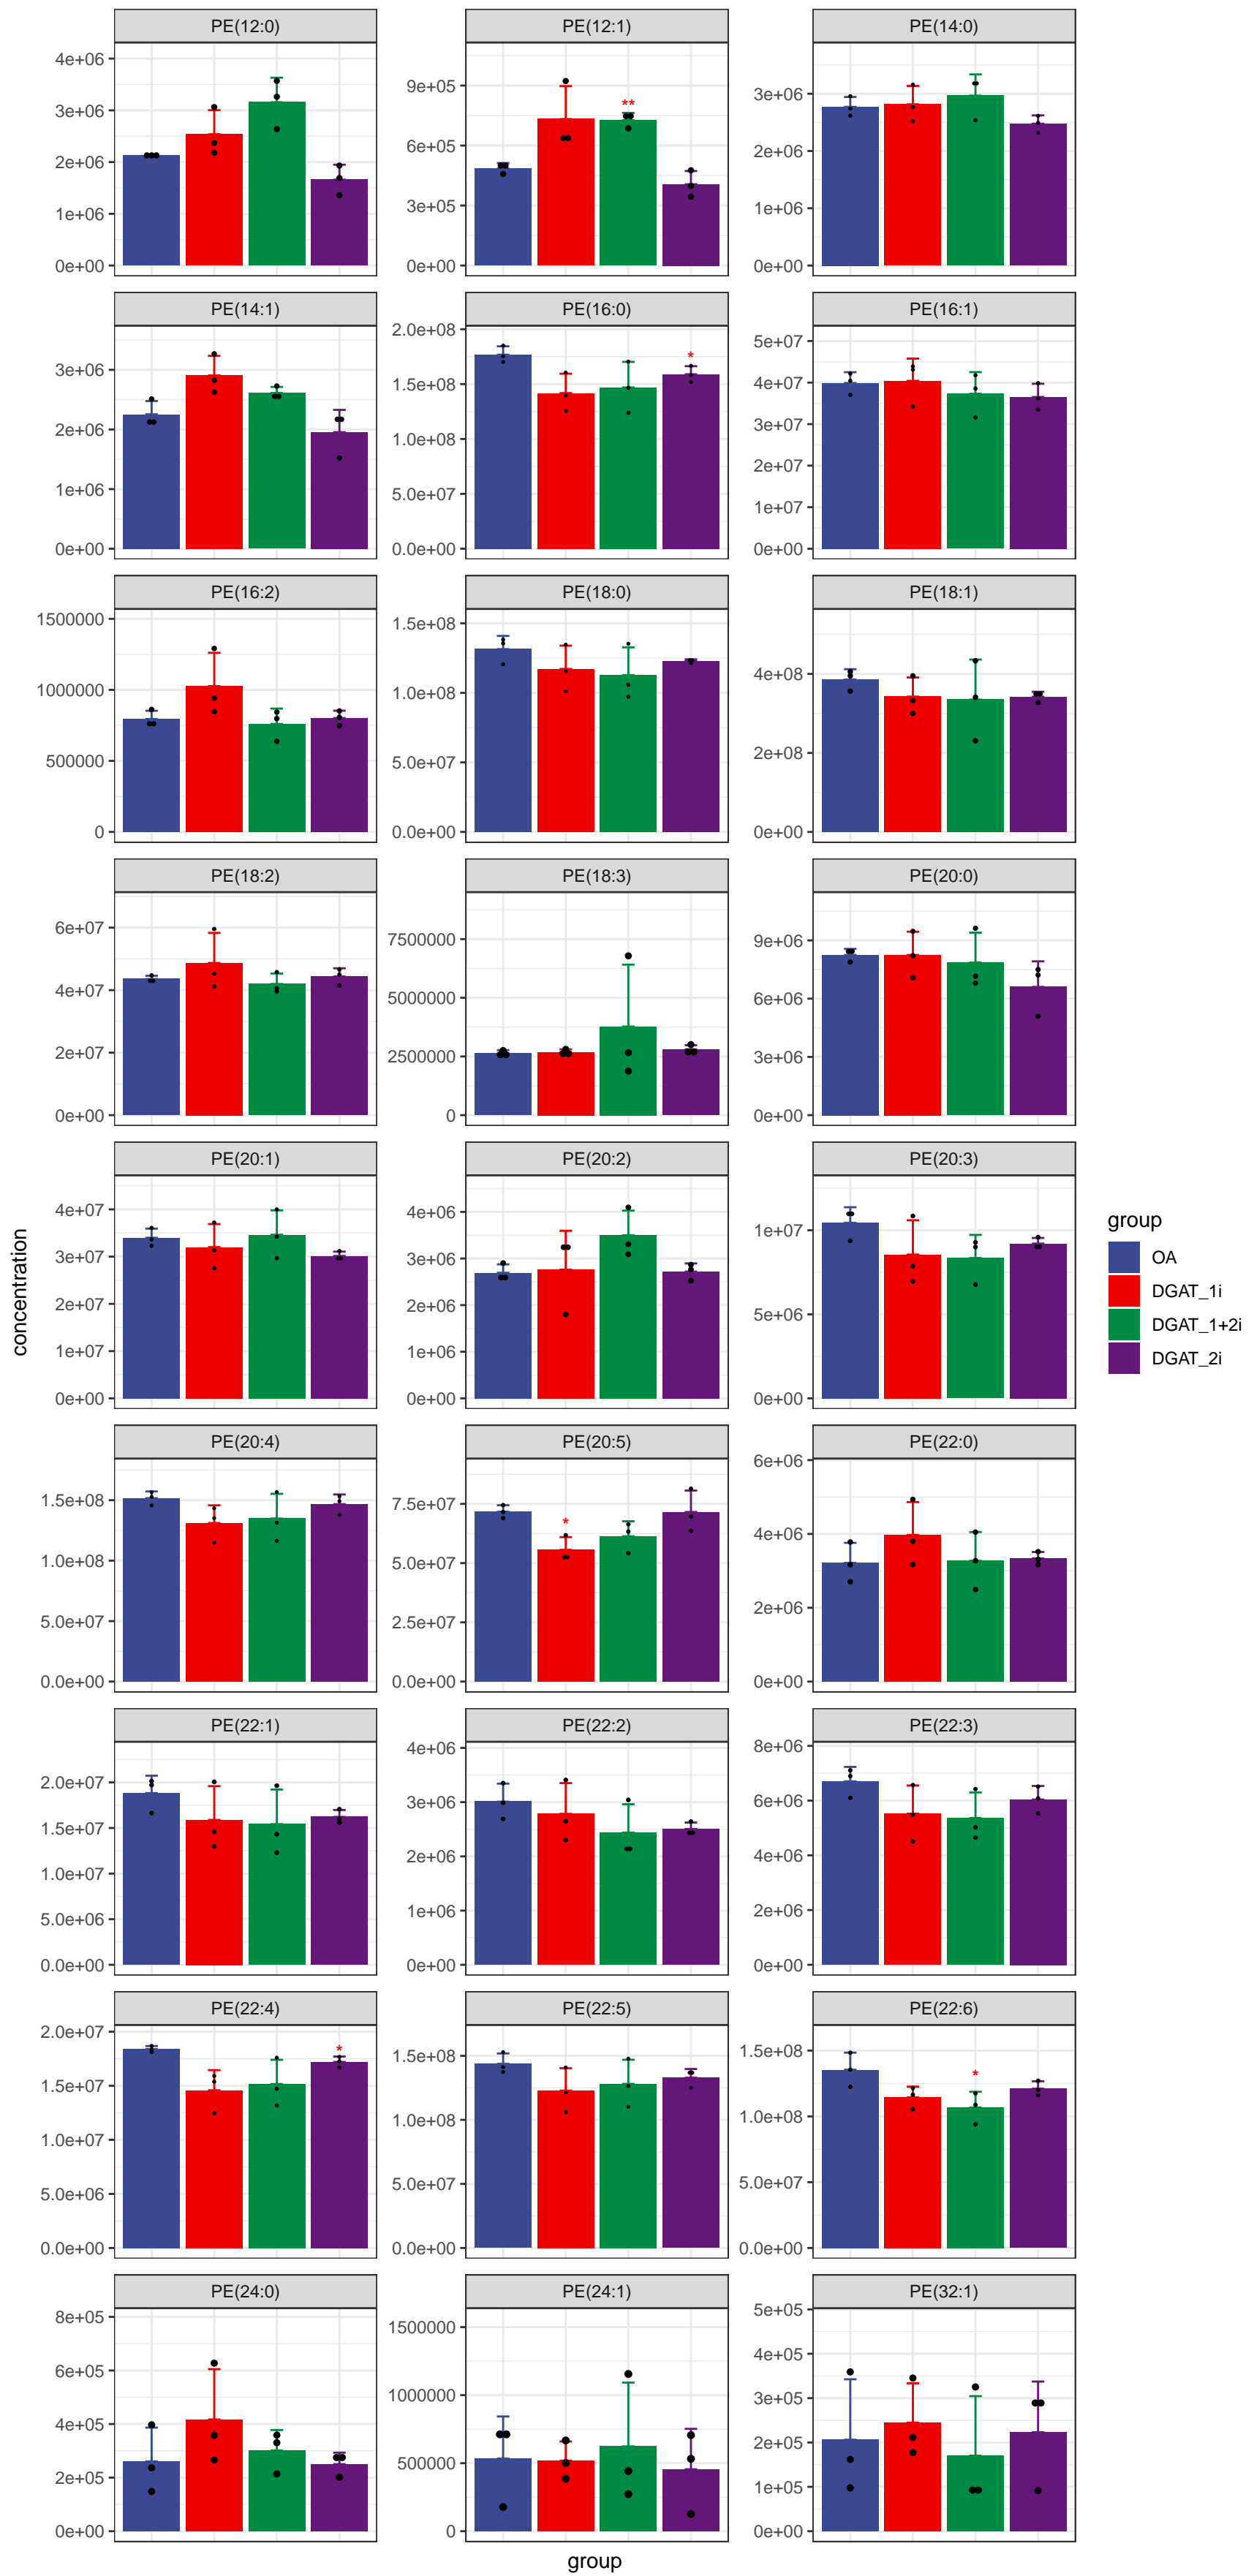 PE(12:0)
PE(12:1)
PE(14:0)
4e+06
3e+06
2e+06
1e+06
0e+00
9e+05
6e+05
3e+05
0e+00
**
3e+06
2e+06
1e+06
0e+00
PE(14:1)
PE(16:0)
PE(16:1)
3e+06
2e+06
1e+06
0e+00
2.0e+08
1.5e+08
1.0e+08
5.0e+07
0.0e+00
*
5e+07
4e+07
3e+07
2e+07
1e+07
0e+00
PE(16:2)
PE(18:0)
PE(18:1)
1500000
1000000
500000
0
1.5e+08
1.0e+08
5.0e+07
0.0e+00
4e+08
2e+08
0e+00
PE(18:2)
PE(18:3)
PE(20:0)
6e+07
4e+07
2e+07
0e+00
7500000
5000000
2500000
0
9e+06
6e+06
3e+06
0e+00
PE(20:1)
PE(20:2)
PE(20:3)
4e+07
3e+07
2e+07
1e+07
0e+00
4e+06
3e+06
2e+06
1e+06
0e+00
1e+07
5e+06
0e+00
concentration
group
OA
DGAT_1i
DGAT_1+2i
DGAT_2i
PE(20:4)
PE(20:5)
PE(22:0)
1.5e+08
1.0e+08
5.0e+07
0.0e+00
7.5e+07
5.0e+07
2.5e+07
0.0e+00
*
6e+06
4e+06
2e+06
0e+00
PE(22:1)
PE(22:2)
PE(22:3)
2.0e+07
1.5e+07
1.0e+07
5.0e+06
0.0e+00
4e+06
3e+06
2e+06
1e+06
0e+00
8e+06
6e+06
4e+06
2e+06
0e+00
PE(22:4)
PE(22:5)
PE(22:6)
2.0e+07
1.5e+07
1.0e+07
5.0e+06
0.0e+00
*
1.5e+08
1.0e+08
5.0e+07
0.0e+00
1.5e+08
1.0e+08
5.0e+07
0.0e+00
*
PE(24:0)
PE(24:1)
PE(32:1)
8e+05
6e+05
4e+05
2e+05
0e+00
1500000
1000000
500000
0
5e+05
4e+05
3e+05
2e+05
1e+05
0e+00
group